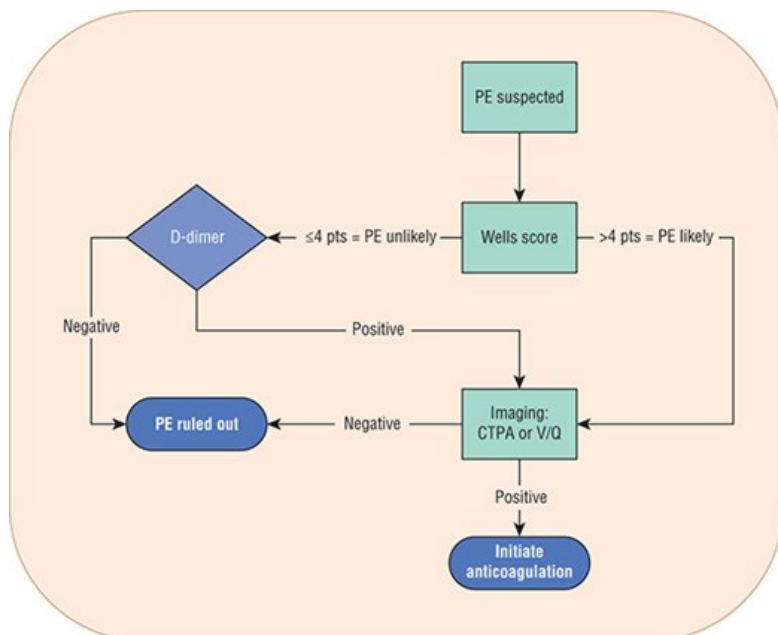 PE suspected
D-dimer
≤4 pts = PE unlikely
Wells score
>4 pts = PE likely
Negative
Positive
PE ruled out
Negative
Imaging:
CTPA or V/Q
Positive
Initiate
anticoagulation